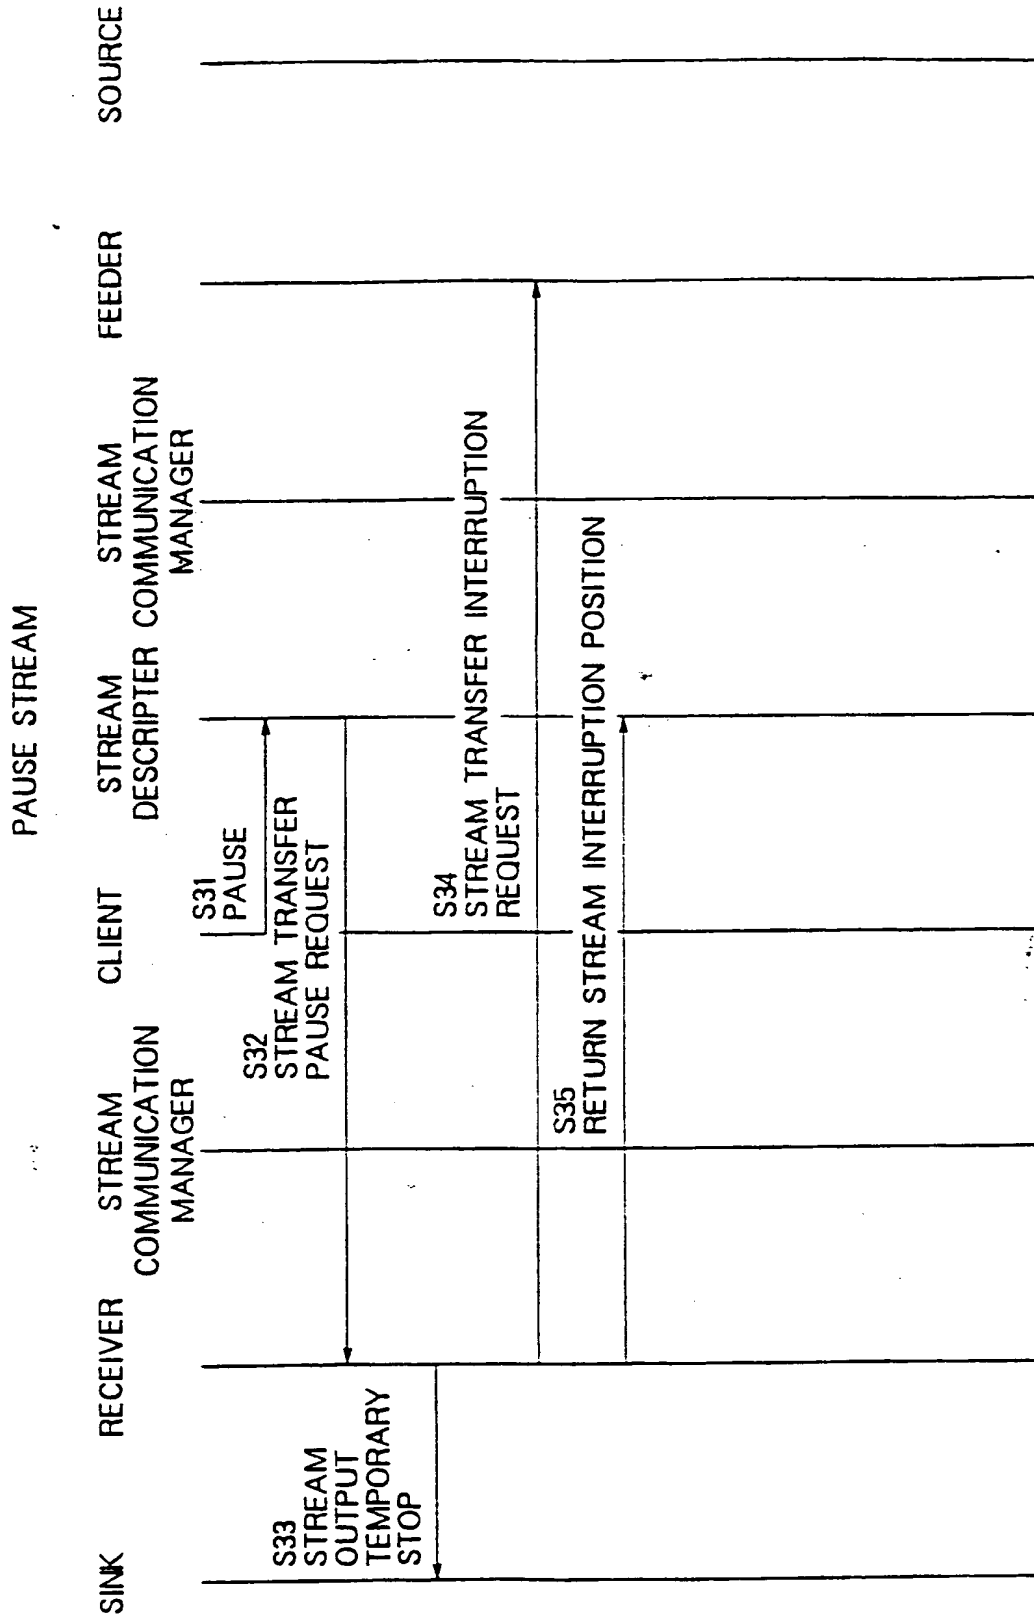 PAUSE STREAM
SINK
RECEIVER
STREAM
COMMUNICATION
MANAGER
CLIENT
STREAM
DESCRIPTER
STREAM
COMMUNICATION
MANAGER
FEEDER
SOURCE
S31
PAUSE
S32
STREAM TRANSFER
PAUSE REQUEST
S33
STREAM
OUTPUT
TEMPORARY
STOP
S34
STREAM TRANSFER INTERRUPTION
REQUEST
S35
RETURN STREAM INTERRUPTION POSITION